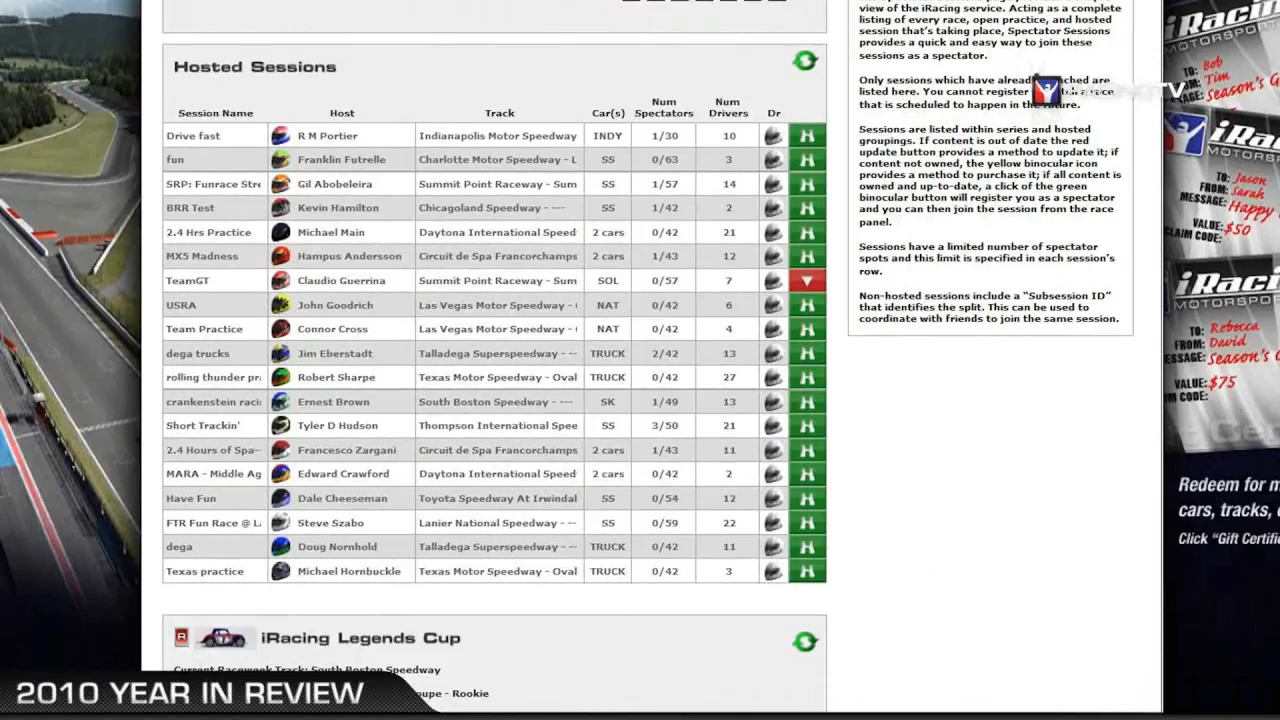 view of the iRacing service. Acting as a complete
listing of every race, open practice, and hosted
session that's taking place, Spectator Sessions
provides a quick and easy way to join these
sessions as a spectator.
Only sessions which have already are
listed here. You cannot register
that is scheduled to happen in the future.
Sessions are listed within series and hosted
groupings. If content is out of date the red
update button provides a method to update it; if
content not owned, the yellow binocular icon
provides a method to purchase it; if all content is
owned and up-to-date, a click of the green
binocular button will register you as a spectator
and you can then join the session from the race
panel.
Sessions have a limited number of spectator
spots and this limit is specified in each session's
row.
Non-hosted sessions include a "Subsession ID"
that identifies the split. This can be used to
coordinate with friends to join the same session.
Hosted Sessions
Session Name Host Track Car(s) Num Spectators Num Drivers Dr
Drive fast R M Portier Indianapolis Motor Speedway INDY 1/30 10
fun Franklin Futrelle Charlotte Motor Speedway - L SS 0/63 3
SRP: Funrace Stre Gil Abobeleira Summit Point Raceway - Sum SS 1/57 14
BRR Test Kevin Hamilton Chicagoland Speedway - --- SS 1/42 2
2.4 Hrs Practice Michael Main Daytona International Speed 2 cars 0/42 21
MX5 Madness Hampus Andersson Circuit de Spa Francorchamps 2 cars 1/43 12
TeamGT Claudio Guerrina Summit Point Raceway - Sum SOL 0/57 7
USRA John Goodrich Las Vegas Motor Speedway - NAT 0/42 6
Team Practice Connor Cross Las Vegas Motor Speedway - NAT 0/42 4
dega trucks Jim Eberstadt Talladega Superspeedway - -- TRUCK 2/42 13
rolling thunder pr Robert Sharpe Texas Motor Speedway - Oval TRUCK 0/42 27
crankenstein raci Ernest Brown South Boston Speedway - --- SK 1/49 13
Short Trackin' Tyler D Hudson Thompson International Spee SS 3/50 21
2.4 Hours of Spa- Francesco Zargani Circuit de Spa Francorchamps 2 cars 1/43 11
MARA - Middle Ag Edward Crawford Daytona International Speed 2 cars 0/42 2
Have Fun Dale Cheeseman Toyota Speedway At Irwindal SS 0/54 12
FTR Fun Race @ L Steve Szabo Lanier National Speedway - -- SS 0/59 22
dega Doug Nornhold Talladega Superspeedway - -- TRUCK 0/42 11
Texas practice Michael Hornbuckle Texas Motor Speedway - Oval TRUCK 0/42 3
R iRacing Legends Cup
Current Raceweek Track: South Boston Speedway
oupe - Rookie
2010 YEAR IN REVIEW
iRacin
MOTORSPOR
TO: Bob
Tim
SAGE: Season's G
iRa
MOTORS
TO: Jason
FROM: Sarah
MESSAGE: Happy
VALUE: $50
LAIM CODE:
iRac
MOTORSPO
TO: Rebecca
FROM: David
ESSAGE: Season's
VALUE: $75
IM CODE:
Redeem for m
cars, tracks,
Click "Gift Certifi